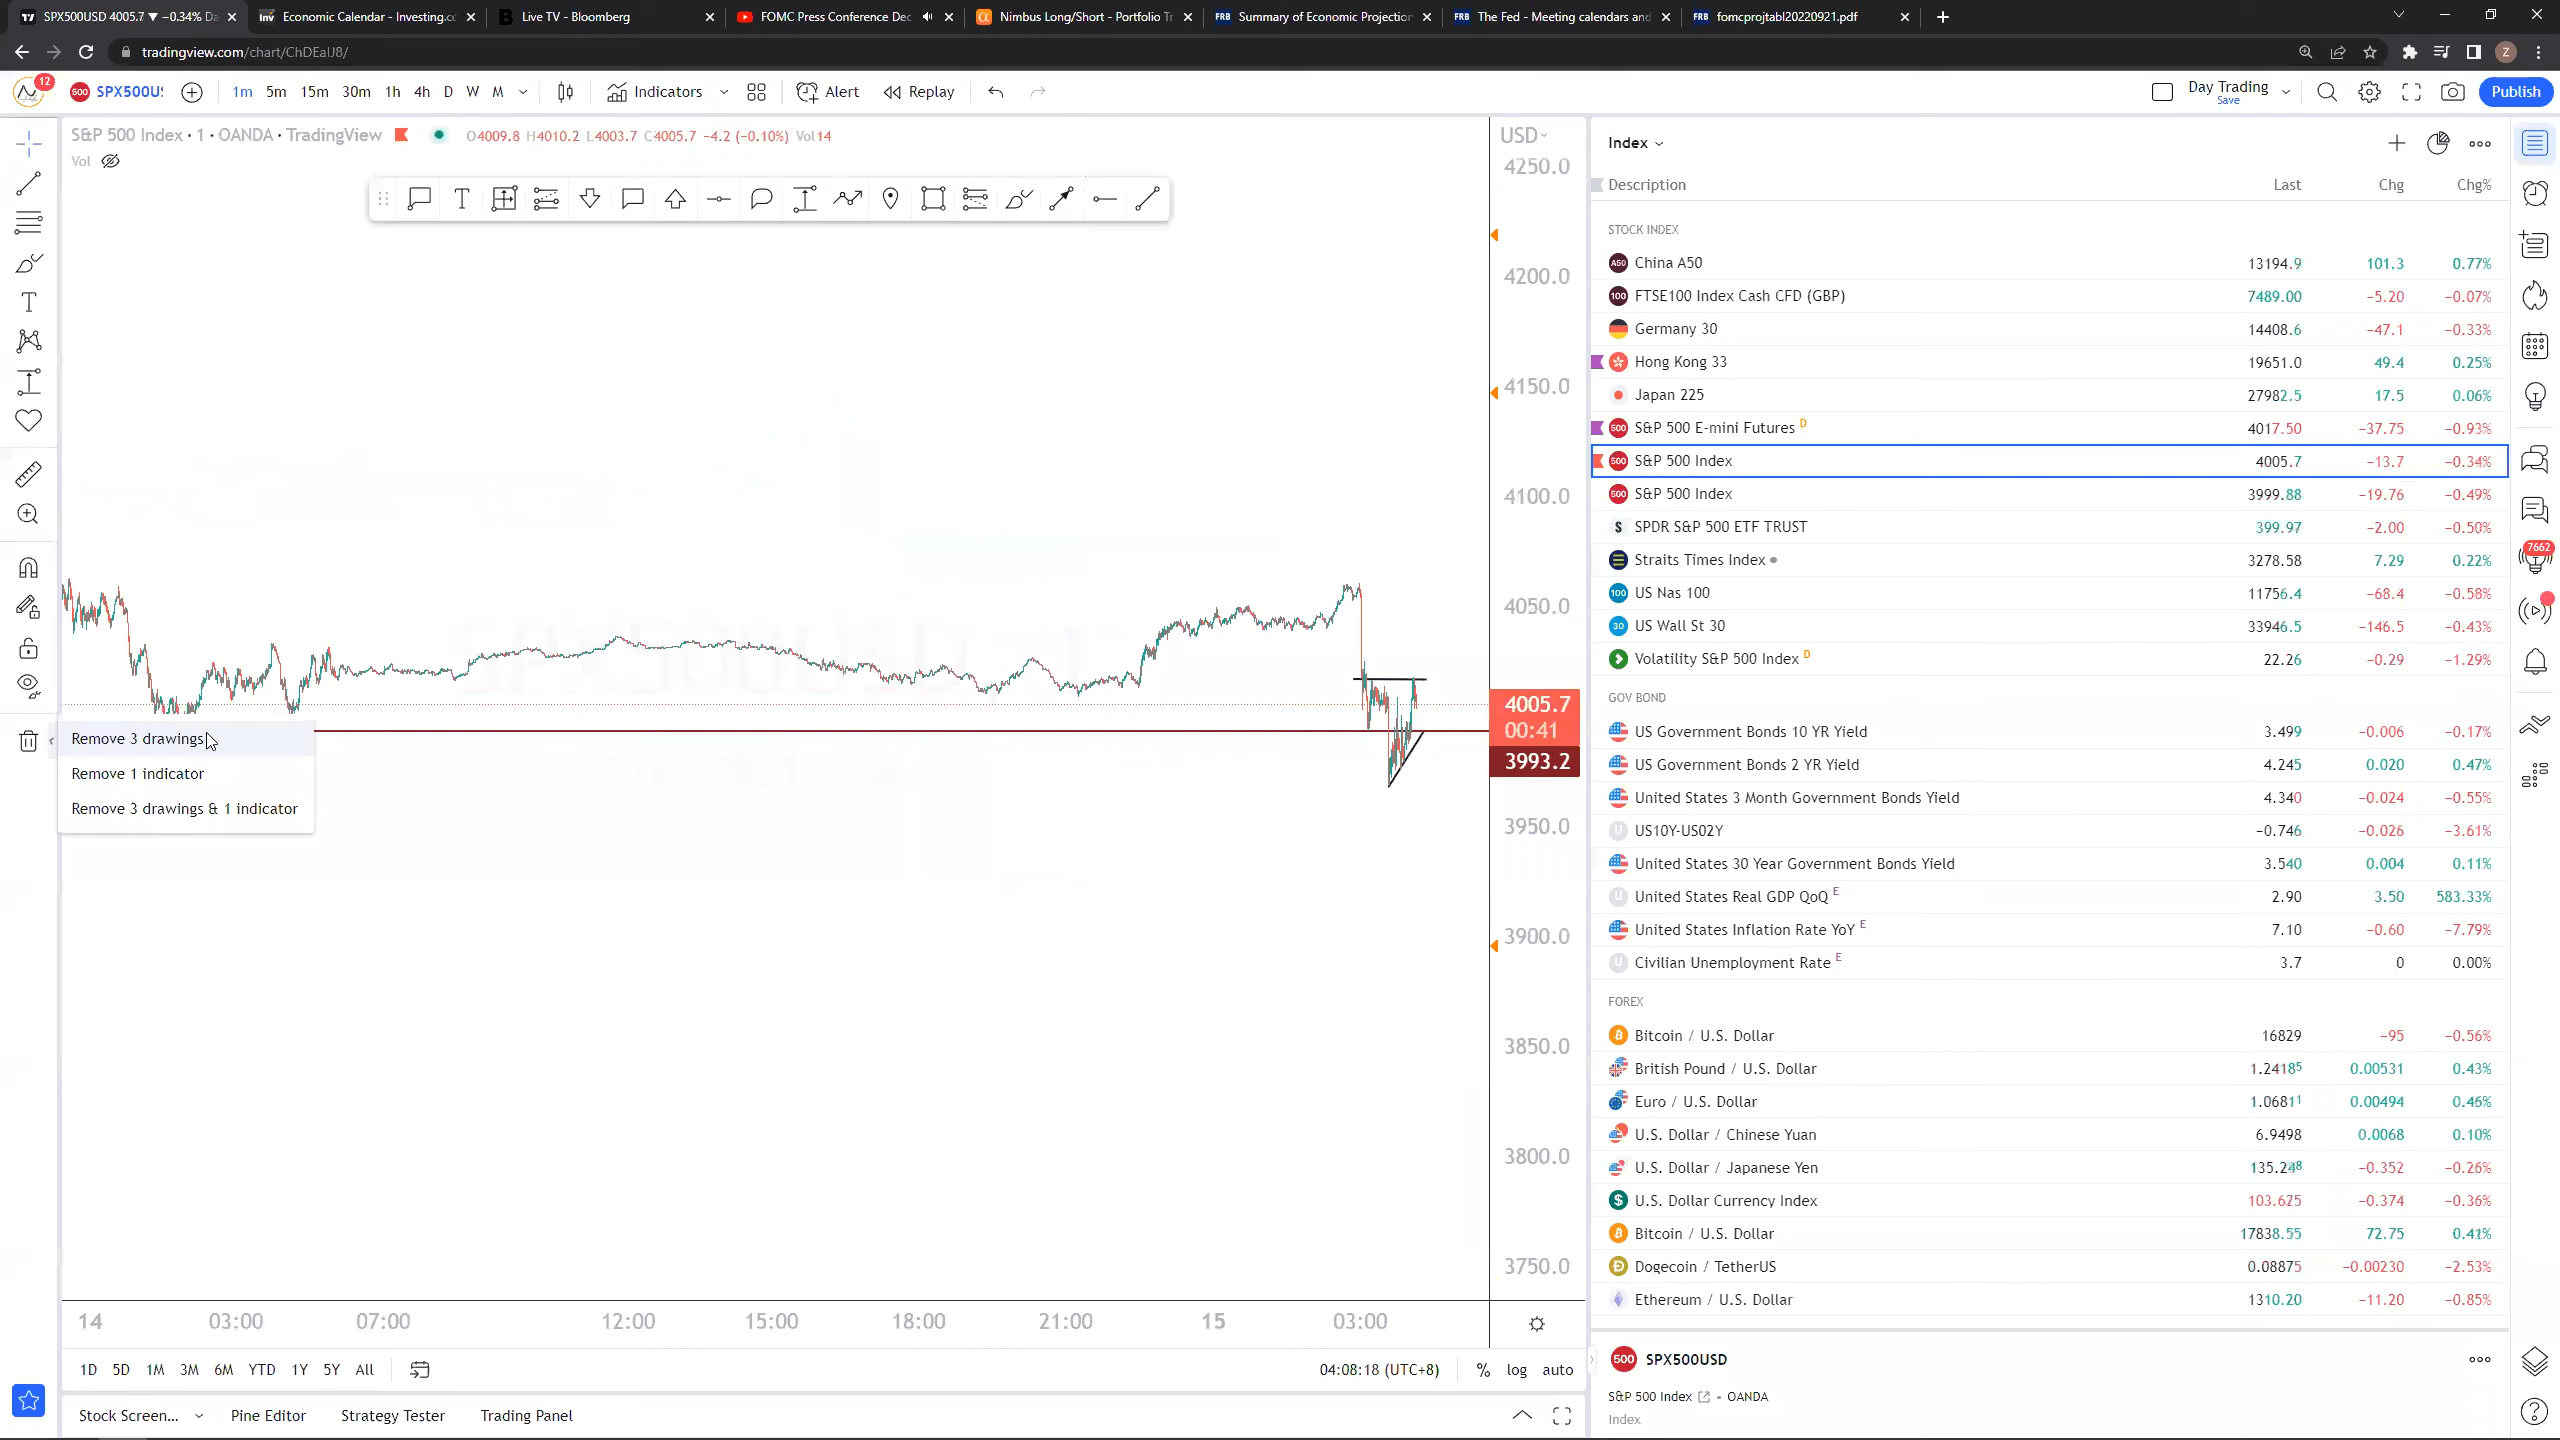 SPX500USD 4005.7 ▼ −0.34% Da
Economic Calendar - Investing.co
Live TV - Bloomberg
FOMC Press Conference Dec
Nimbus Long/Short - Portfolio Tr
Summary of Economic Projection
The Fed - Meeting calendars and
fomcprojtabl20220921.pdf
tradingview.com/chart/ChDEaIJ8/
12
SPX500U!
1m 5m 15m 30m 1h 4h D W M
Indicators
Alert
Replay
Day Trading
Save
Publish
S&P 500 Index · 1 · OANDA · TradingView
O4009.8 H4010.2 L4003.7 C4005.7 −4.2 (−0.10%) Vol14
Vol
USD
4250.0
4200.0
4150.0
4100.0
4050.0
4005.7
00:41
3993.2
3950.0
3900.0
3850.0
3800.0
3750.0
Remove 3 drawings
Remove 1 indicator
Remove 3 drawings & 1 indicator
14 03:00 07:00 12:00 15:00 18:00 21:00 15 03:00
1D 5D 1M 3M 6M YTD 1Y 5Y All
04:08:18 (UTC+8) % log auto
Stock Screen... Pine Editor Strategy Tester Trading Panel
Index
Description Last Chg Chg%
STOCK INDEX
China A50 13194.9 101.3 0.77%
FTSE100 Index Cash CFD (GBP) 7489.00 −5.20 −0.07%
Germany 30 14408.6 −47.1 −0.33%
Hong Kong 33 19651.0 49.4 0.25%
Japan 225 27982.5 17.5 0.06%
S&P 500 E-mini Futures D 4017.50 −37.75 −0.93%
S&P 500 Index 4005.7 −13.7 −0.34%
S&P 500 Index 3999.88 −19.76 −0.49%
SPDR S&P 500 ETF TRUST 399.97 −2.00 −0.50%
Straits Times Index 3278.58 7.29 0.22%
US Nas 100 11756.4 −68.4 −0.58%
US Wall St 30 33946.5 −146.5 −0.43%
Volatility S&P 500 Index D 22.26 −0.29 −1.29%
GOV BOND
US Government Bonds 10 YR Yield 3.499 −0.006 −0.17%
US Government Bonds 2 YR Yield 4.245 0.020 0.47%
United States 3 Month Government Bonds Yield 4.340 −0.024 −0.55%
US10Y-US02Y −0.746 −0.026 −3.61%
United States 30 Year Government Bonds Yield 3.540 0.004 0.11%
United States Real GDP QoQ E 2.90 3.50 583.33%
United States Inflation Rate YoY E 7.10 −0.60 −7.79%
Civilian Unemployment Rate E 3.7 0 0.00%
FOREX
Bitcoin / U.S. Dollar 16829 −95 −0.56%
British Pound / U.S. Dollar 1.24185 0.00531 0.43%
Euro / U.S. Dollar 1.06811 0.00494 0.46%
U.S. Dollar / Chinese Yuan 6.9498 0.0068 0.10%
U.S. Dollar / Japanese Yen 135.248 −0.352 −0.26%
U.S. Dollar Currency Index 103.625 −0.374 −0.36%
Bitcoin / U.S. Dollar 17838.55 72.75 0.41%
Dogecoin / TetherUS 0.08875 −0.00230 −2.53%
Ethereum / U.S. Dollar 1310.20 −11.20 −0.85%
500 SPX500USD
S&P 500 Index • OANDA
Index
7662